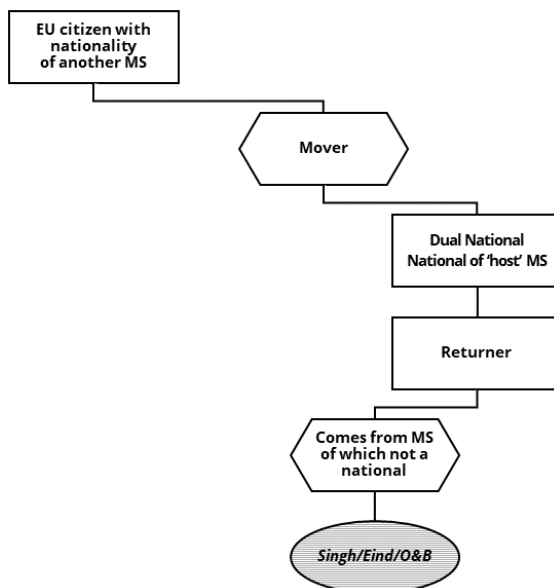 EU citizen with
nationality
of another MS
Mover
Dual National
National of ‘host’ MS
Returner
Comes from MS
of which not a
national
Singh/Eind/O&B